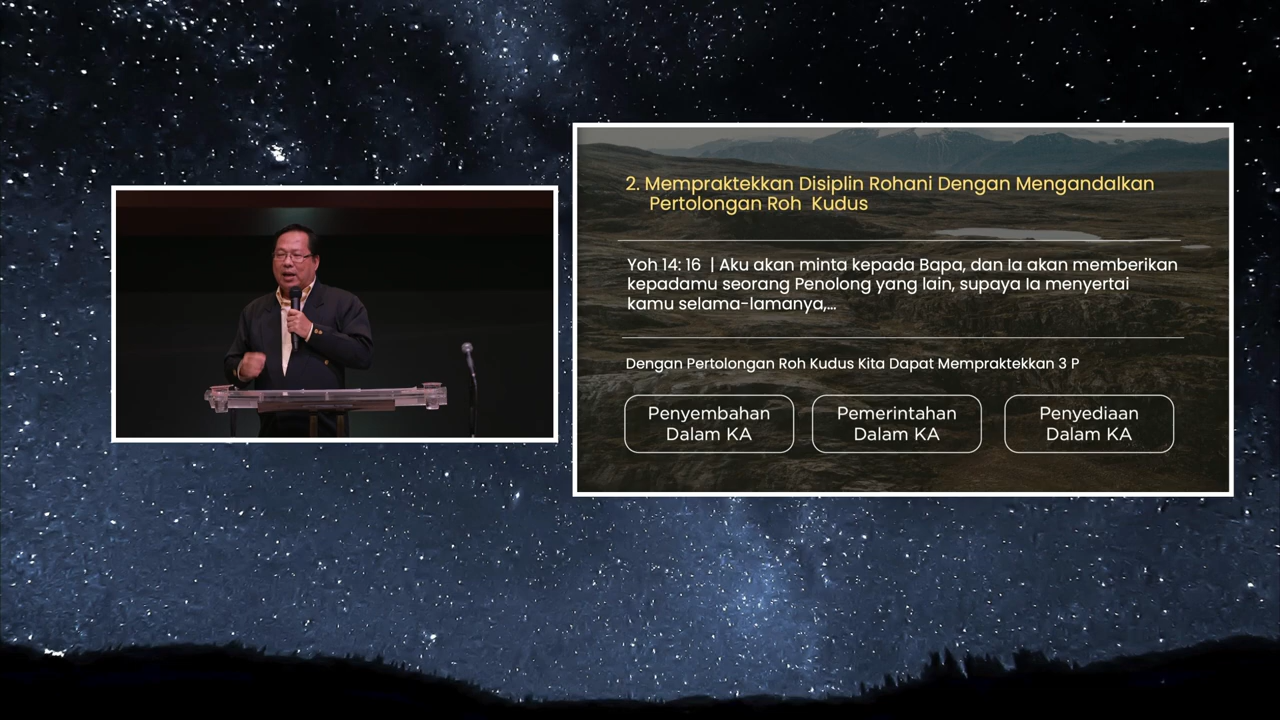 2. Mempraktekkan Disiplin Rohani Dengan Mengandalkan
Pertolongan Roh Kudus
Yoh 14: 16 | Aku akan minta kepada Bapa, dan Ia akan memberikan
kepadamu seorang Penolong yang lain, supaya Ia menyertai
kamu selama-lamanya,...
Dengan Pertolongan Roh Kudus Kita Dapat Mempraktekkan 3 P
Penyembahan
Dalam KA
Pemerintahan
Dalam KA
Penyediaan
Dalam KA